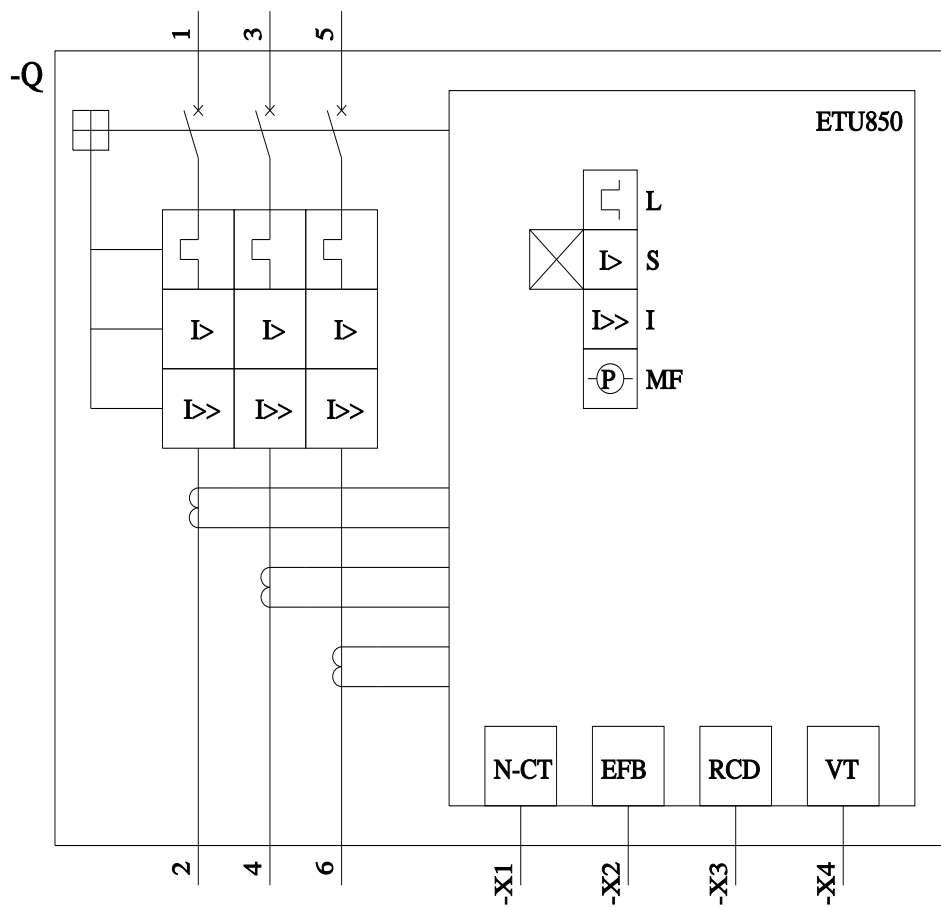 1 3 5
-Q
ETU850
L
I> S
I>> I
P MF
I> I> I>
I>> I>> I>>
N-CT EFB RCD VT
2 4 6 -X1 -X2 -X3 -X4